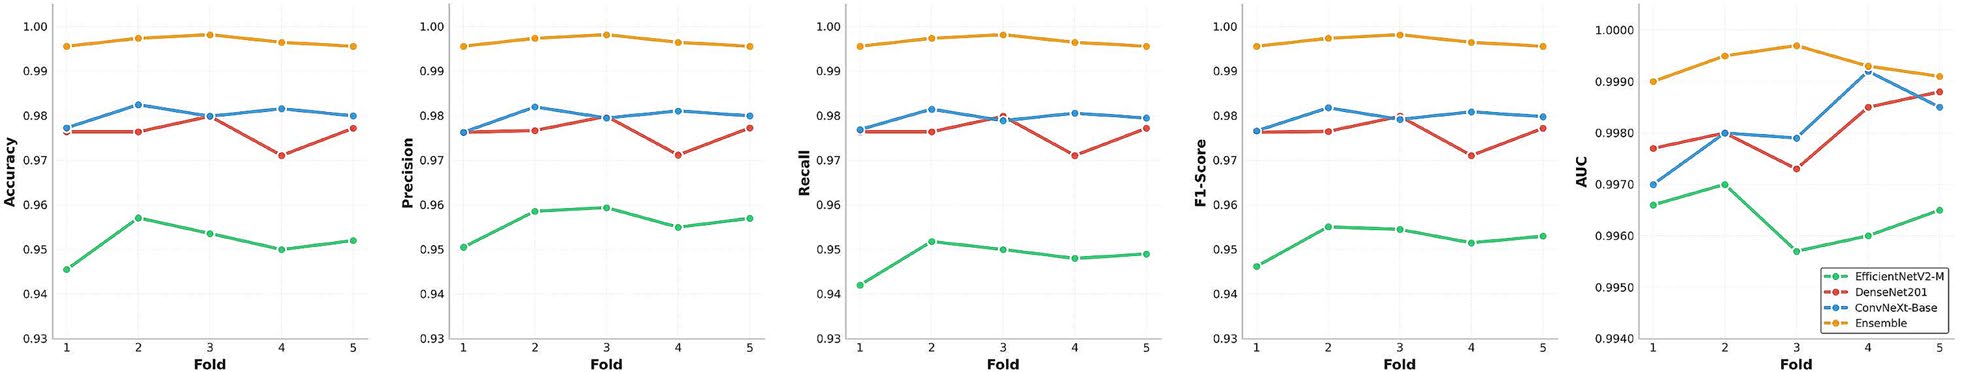 Accuracy
1.00
0.99
0.98
0.97
0.96
0.95
0.94
0.93
1 2 3 4 5
Fold
Precision
1.00
0.99
0.98
0.97
0.96
0.95
0.94
0.93
1 2 3 4 5
Fold
Recall
1.00
0.99
0.98
0.97
0.96
0.95
0.94
0.93
1 2 3 4 5
Fold
F1-Score
1.00
0.99
0.98
0.97
0.96
0.95
0.94
0.93
1 2 3 4 5
Fold
AUC
1.0000
0.9990
0.9980
0.9970
0.9960
0.9950
0.9940
1 2 3 4 5
Fold
EfficientNetV2-M
DenseNet201
ConvNeXt-Base
Ensemble